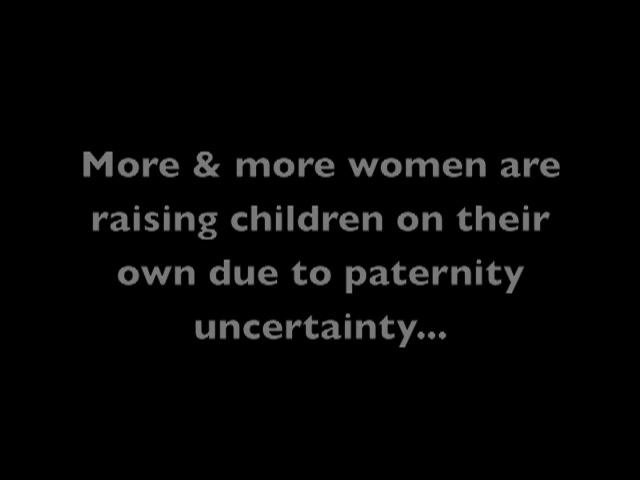 More & more women are
raising children on their
own due to paternity
uncertainty...